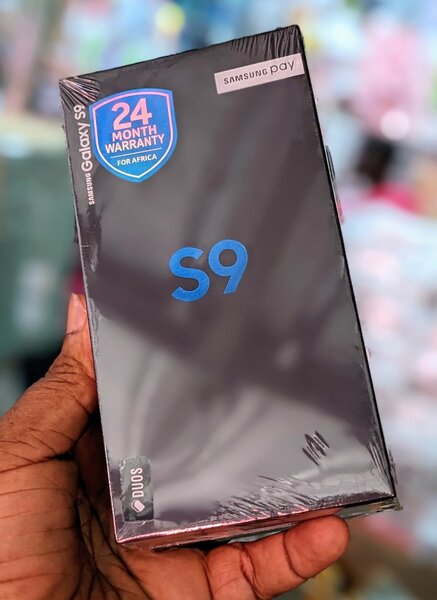 SAMSUNG pay
SAMSUNG Galaxy S9
24
MONTH
WARRANTY
FOR AFRICA
S9
DUOS